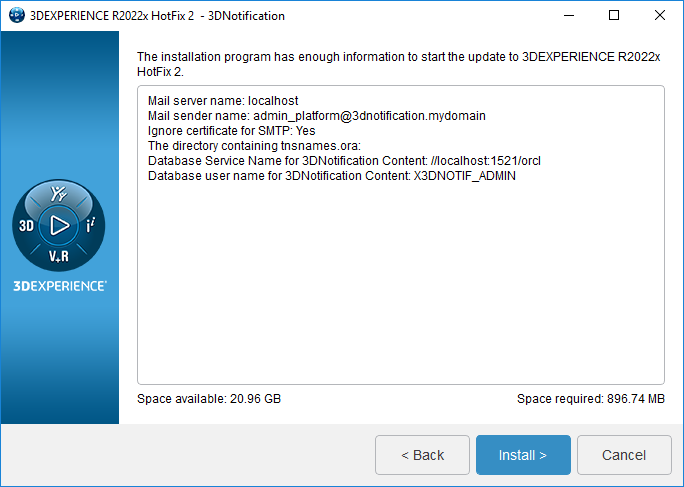 3DEXPERIENCE R2022x HotFix 2 - 3DNotification
The installation program has enough information to start the update to 3DEXPERIENCE R2022x
HotFix 2.
Mail server name: localhost
Mail sender name: admin_platform@3dnotification.mydomain
Ignore certificate for SMTP: Yes
The directory containing tnsnames.ora:
Database Service Name for 3DNotification Content: //localhost:1521/orcl
Database user name for 3DNotification Content: X3DNOTIF_ADMIN
3D
i i
V+R
3DEXPERIENCE
Space available: 20.96 GB
Space required: 896.74 MB
< Back
Install >
Cancel